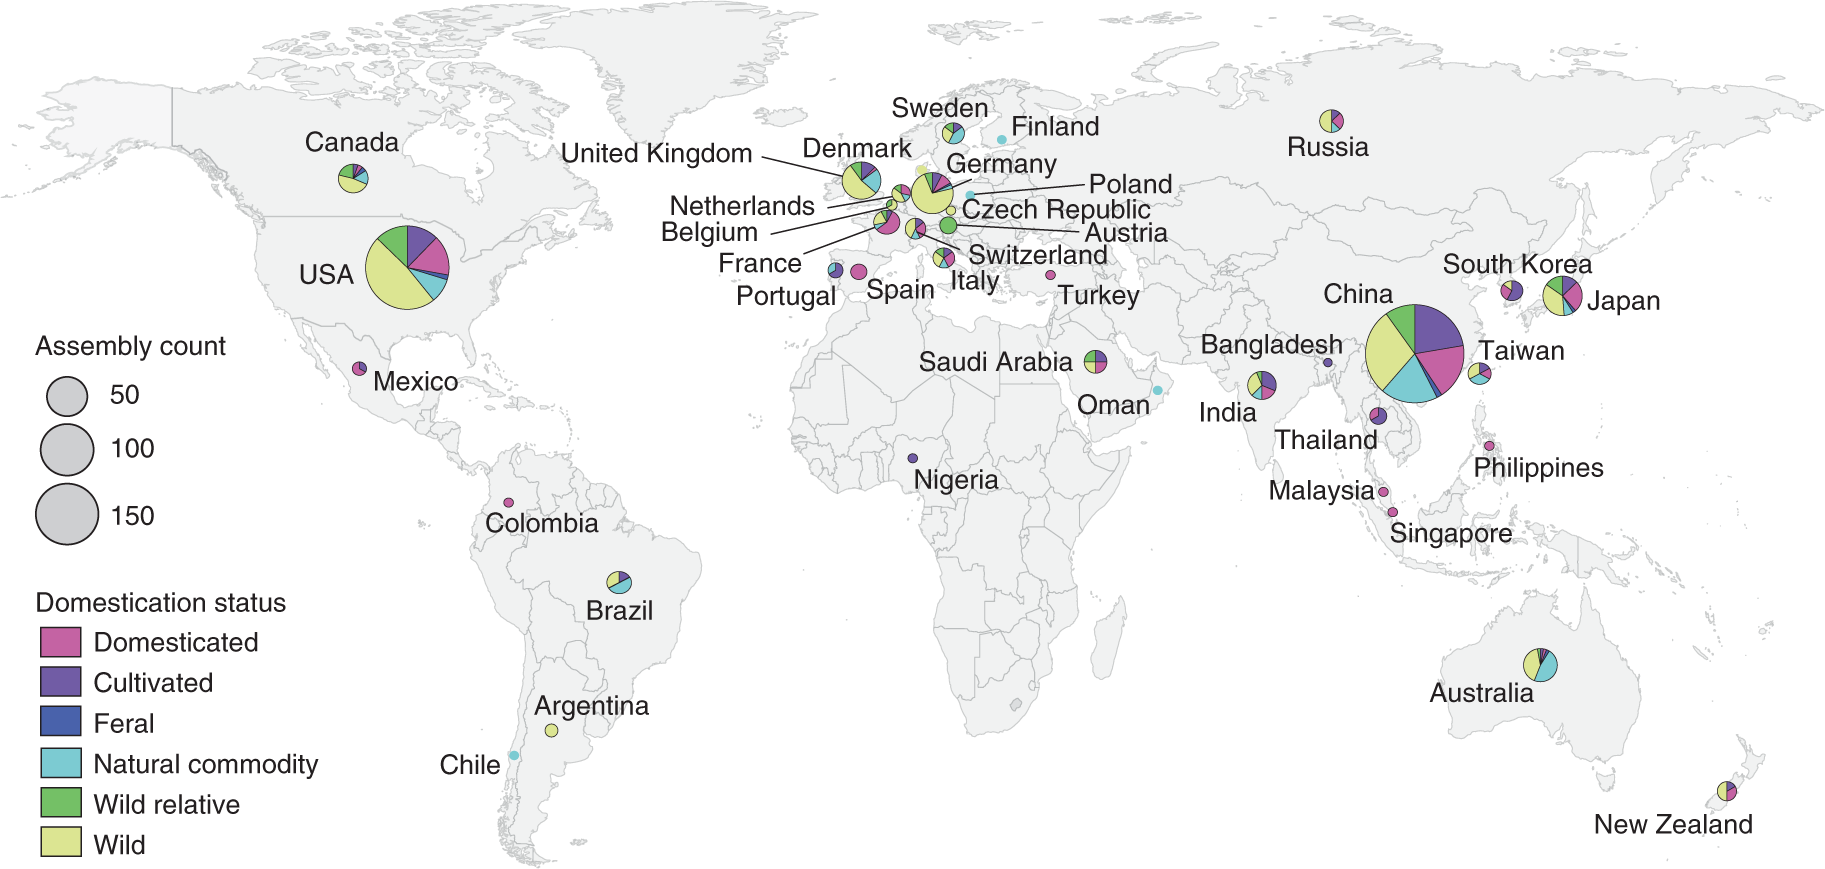 Sweden
Finland
Canada
United Kingdom
Denmark
Russia
Germany
Poland
Netherlands
Czech Republic
Belgium
Austria
France
Switzerland
South Korea
USA
Italy
Portugal
Spain
Turkey
China
Japan
Assembly count
Bangladesh
Taiwan
Saudi Arabia
Mexico
50
Oman
India
Thailand
100
Philippines
Nigeria
Malaysia
150
Colombia
Singapore
Domestication status
Brazil
Domesticated
Cultivated
Australia
Argentina
Feral
Natural commodity
Chile
Wild relative
New Zealand
Wild